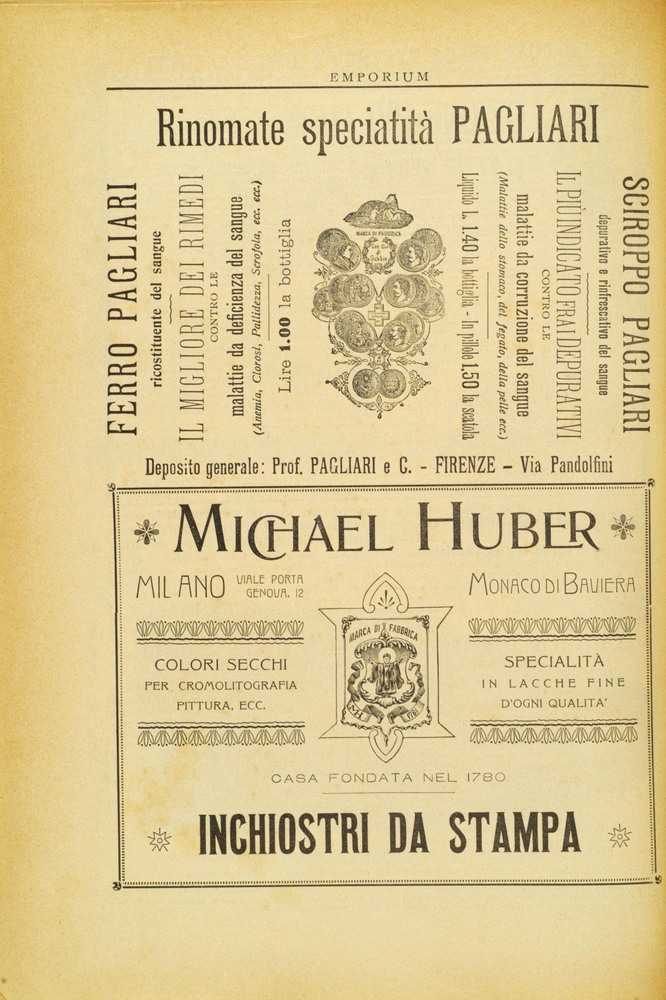 EMPORIUM
Rinomate speciatità PAGLIARI
FERRO PAGLIARI
ricostituente del sangue
IL MIGLIORE DEI RIMEDI
CONTRO LE
malattie da deficienza del sangue
(Anemia, Clorosi, Pallidezza, Scrofola, ecc. ecc.)
Lire 1.00 la bottiglia
MARCA DI FABBRICA
SCIROPPO PAGLIARI
depurativo e rinfrescativo del sangue
IL PIÙ INDICATO FRA I DEPURATIVI
CONTRO LE
malattie da corruzione del sangue
(Malattie dello stomaco, del fegato, della pelle ecc.)
Liquido L. 1.40 la bottiglia - In pillole 1.50 la scatola
Deposito generale: Prof. PAGLIARI e C. - FIRENZE - Via Pandolfini
MICHAEL HUBER
MILANO VIALE PORTA
GENOVA, 12
MONACO DI BAVIERA
COLORI SECCHI
PER CROMOLITOGRAFIA
PITTURA, ECC.
MARCA DI FABBRICA
SPECIALITÀ
IN LACCHE FINE
D'OGNI QUALITA'
CASA FONDATA NEL 1780
INCHIOSTRI DA STAMPA